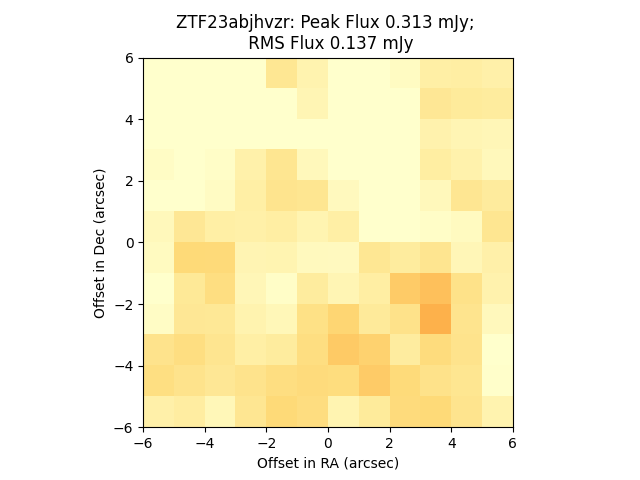 ZTF23abjhvzr: Peak Flux 0.313 mJy;
RMS Flux 0.137 mJy
6
4
2
0
−2
−4
−6
Offset in Dec (arcsec)
−6 −4 −2 0 2 4 6
Offset in RA (arcsec)